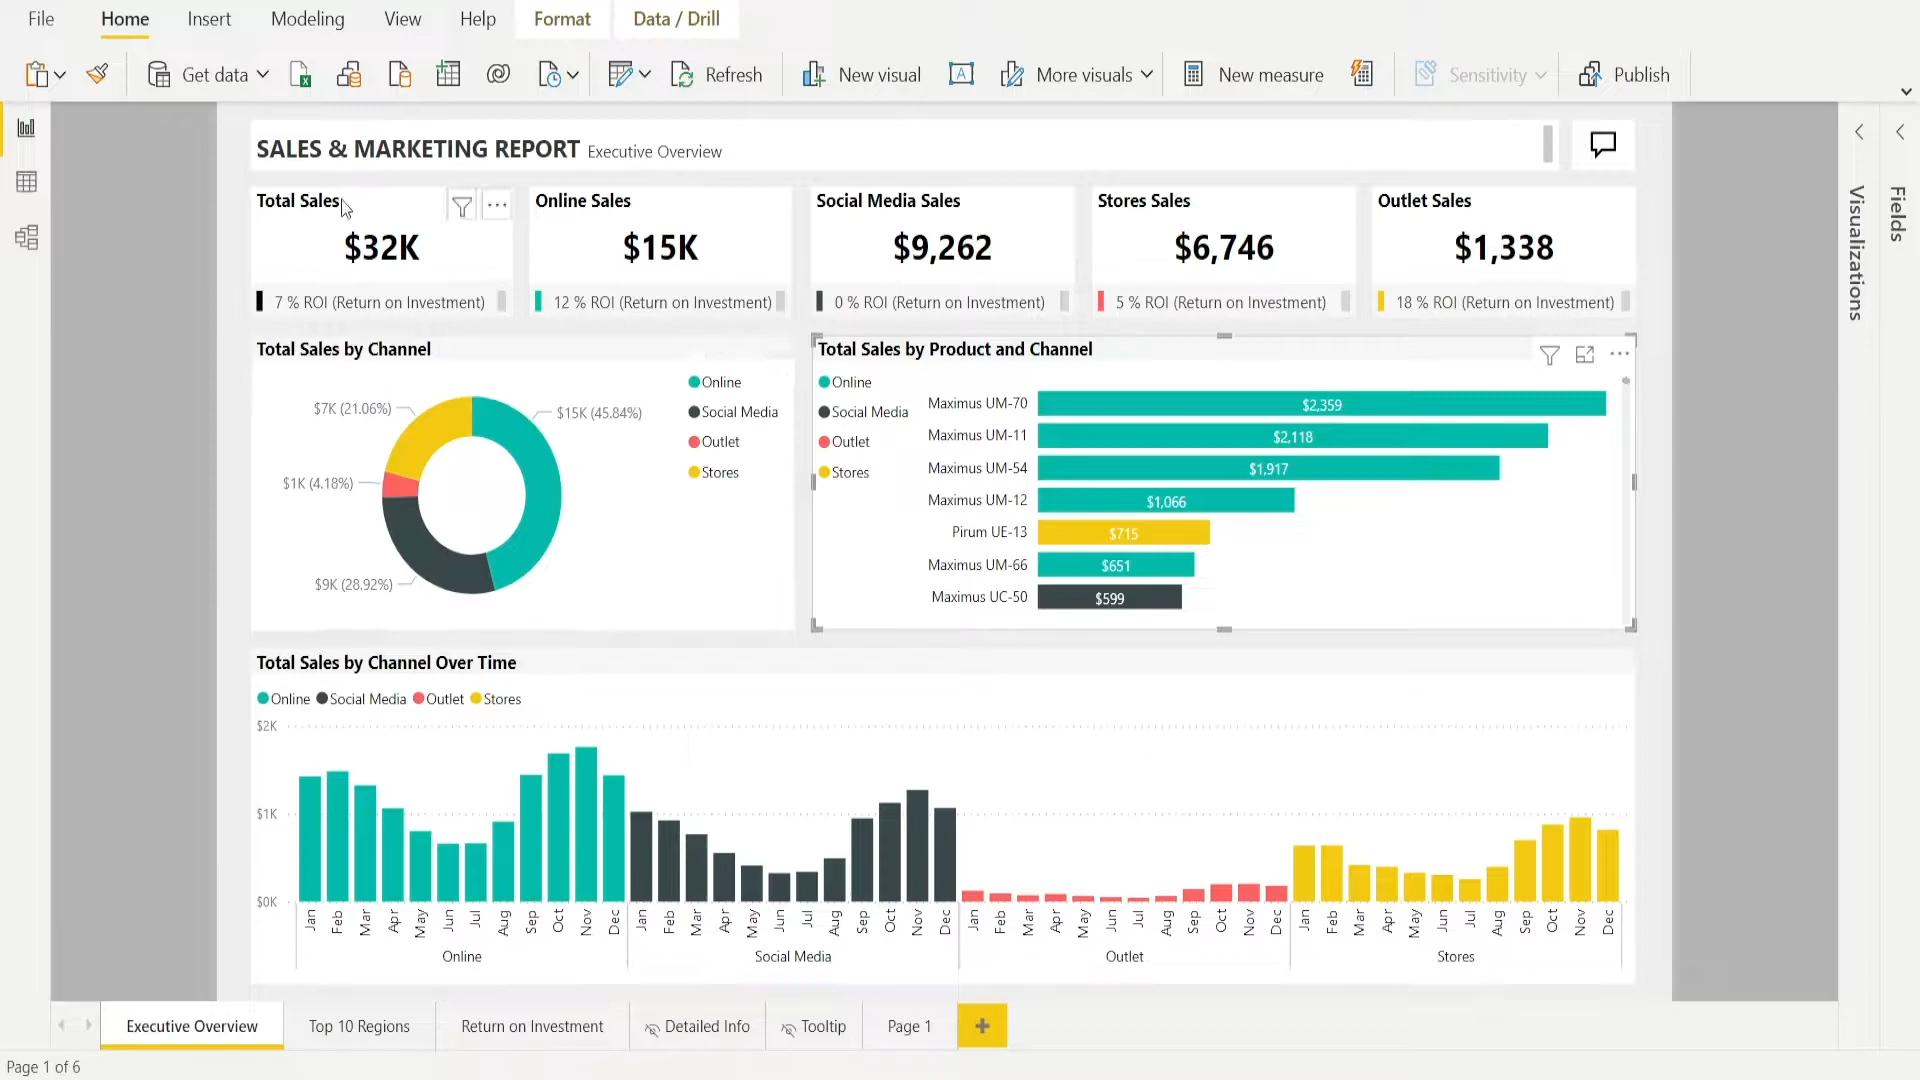 File Home Insert Modeling View Help Format Data / Drill
Get data Refresh New visual A More visuals New measure Sensitivity Publish
SALES & MARKETING REPORT Executive Overview
Total Sales
$32K
7 % ROI (Return on Investment)
Online Sales
$15K
12 % ROI (Return on Investment)
Social Media Sales
$9,262
0 % ROI (Return on Investment)
Stores Sales
$6,746
5 % ROI (Return on Investment)
Outlet Sales
$1,338
18 % ROI (Return on Investment)
Total Sales by Channel
$7K (21.06%)
$15K (45.84%)
$1K (4.18%)
$9K (28.92%)
Online
Social Media
Outlet
Stores
Total Sales by Product and Channel
Online
Social Media
Outlet
Stores
Maximus UM-70 $2,359
Maximus UM-11 $2,118
Maximus UM-54 $1,917
Maximus UM-12 $1,066
Pirum UE-13 $715
Maximus UM-66 $651
Maximus UC-50 $599
Total Sales by Channel Over Time
Online Social Media Outlet Stores
$2K
$1K
$0K
Jan Feb Mar Apr May Jun Jul Aug Sep Oct Nov Dec Jan Feb Mar Apr May Jun Jul Aug Sep Oct Nov Dec Jan Feb Mar Apr May Jun Jul Aug Sep Oct Nov Dec Jan Feb Mar Apr May Jun Jul Aug Sep Oct Nov Dec
Online Social Media Outlet Stores
Visualizations
Fields
Executive Overview Top 10 Regions Return on Investment Detailed Info Tooltip Page 1 +
Page 1 of 6